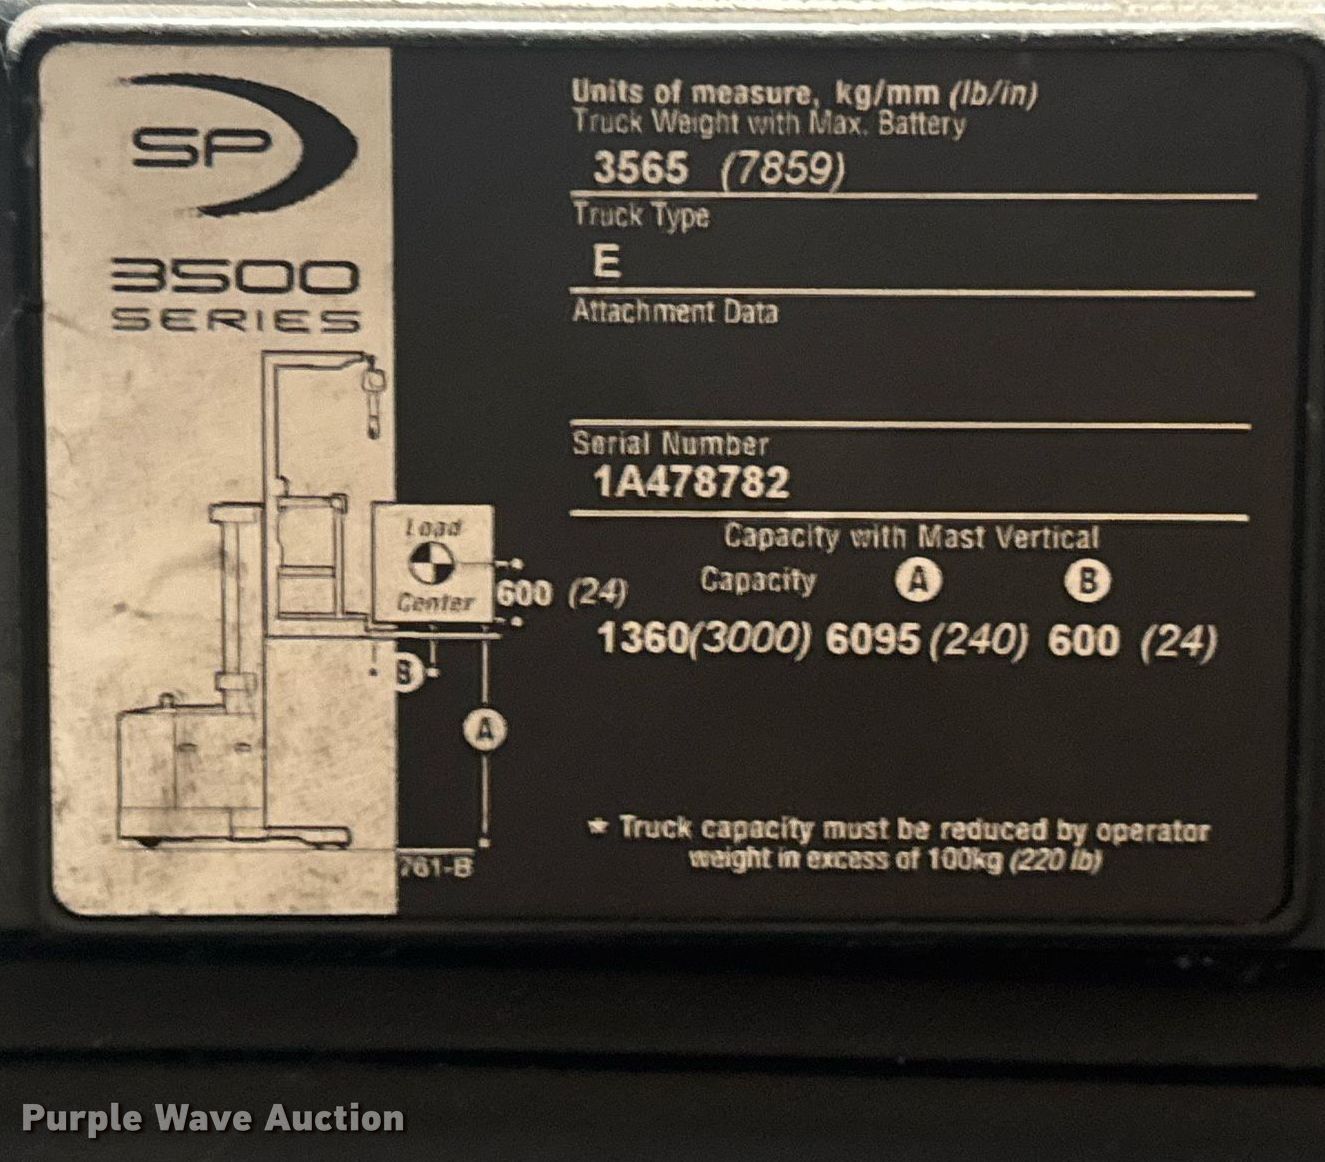 SP
3500
SERIES
Load
Center
600 (24)
B
A
761-B
Units of measure, kg/mm (lb/in)
Truck Weight with Max. Battery
3565 (7859)
Truck Type
E
Attachment Data
Serial Number
1A478782
Capacity with Mast Vertical
Capacity A B
1360(3000) 6095 (240) 600 (24)
* Truck capacity must be reduced by operator
weight in excess of 100kg (220 lb)
Purple Wave Auction